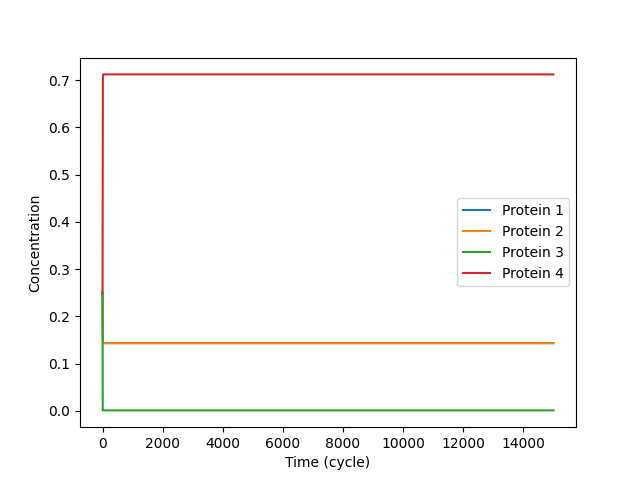 0.7
0.6
0.5
0.4
0.3
0.2
0.1
0.0
Concentration
Protein 1
Protein 2
Protein 3
Protein 4
0 2000 4000 6000 8000 10000 12000 14000
Time (cycle)